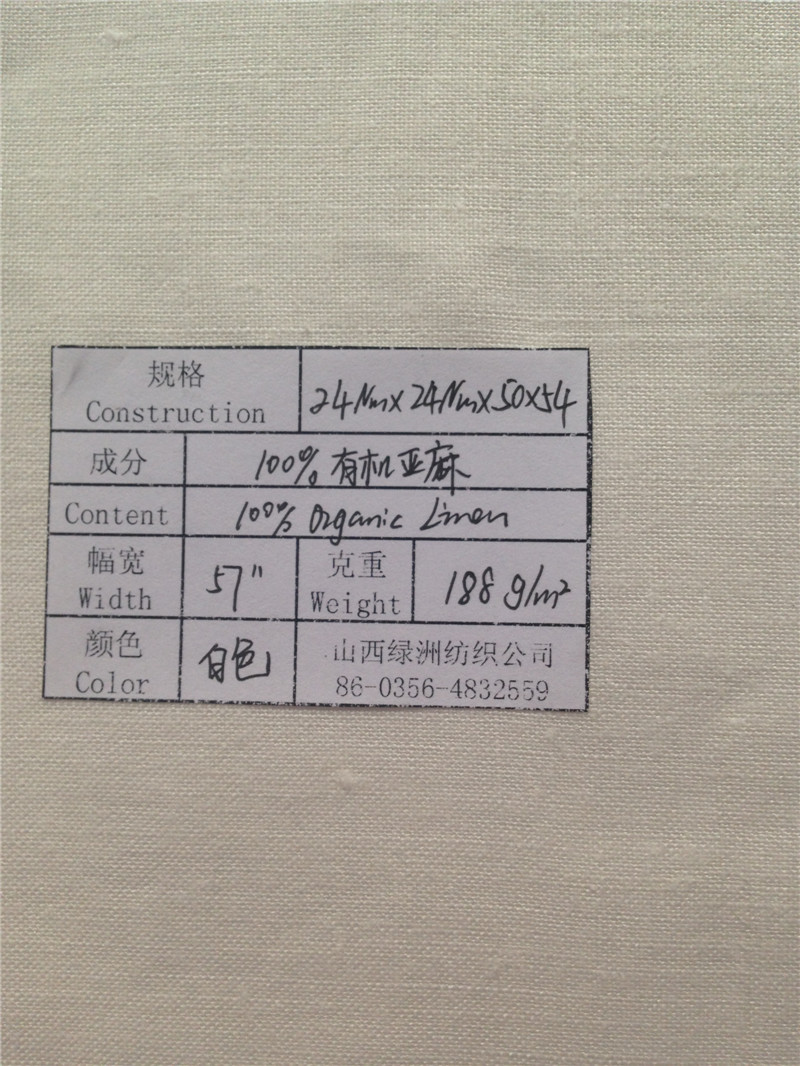 规格
Construction
24Nm×24Nm×50×54
成分
100% 有机亚麻
Content
100% Organic Linen
幅宽
Width
57"
克重
Weight
188 g/m²
颜色
Color
白色
山西绿洲纺织公司
86-0356-4832559